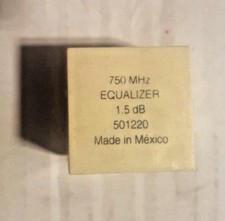 750 MHz
EQUALIZER
1.5 dB
501220
Made in México